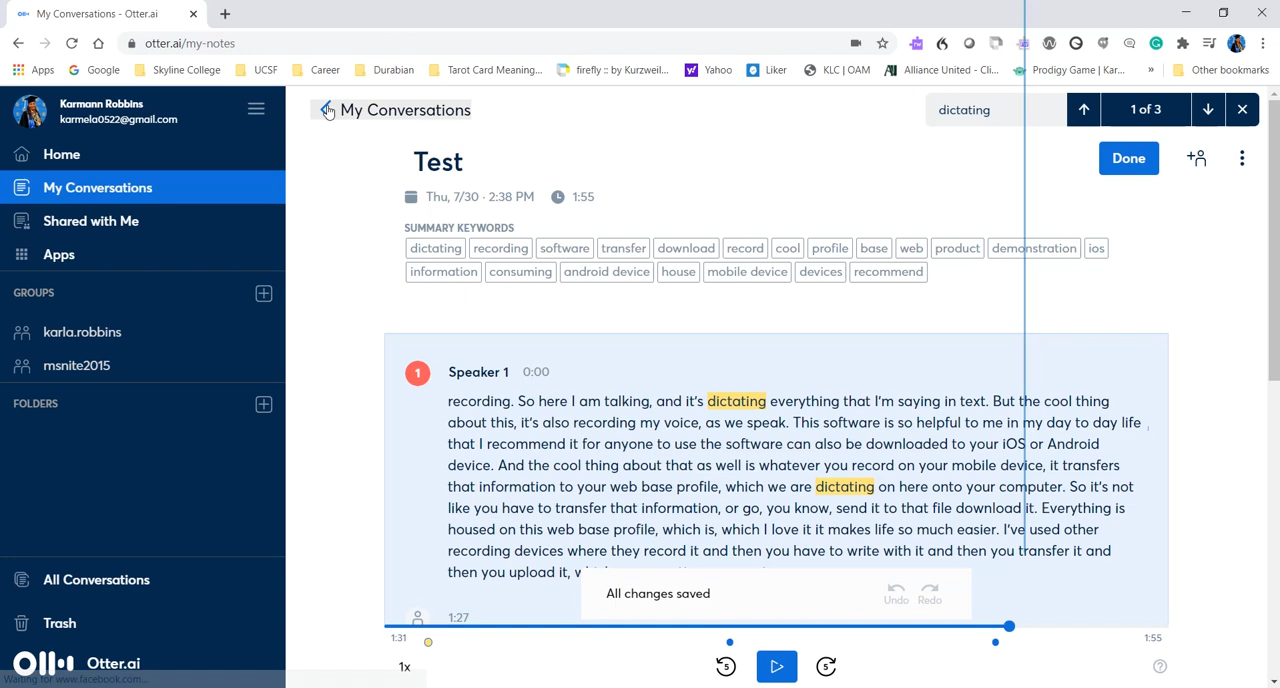 My Conversations - Otter.ai
otter.ai/my-notes
Apps Google Skyline College UCSF Career Durabian Tarot Card Meaning... firefly :: by Kurzweil... Yahoo Liker KLC | OAM Alliance United - Cli... Prodigy Game | Kar... » Other bookmarks
Karmann Robbins
karmela0522@gmail.com
Home
My Conversations
Shared with Me
Apps
GROUPS
karla.robbins
msnite2015
FOLDERS
All Conversations
Trash
Otter.ai
Waiting for www.facebook.com...
My Conversations
dictating 1 of 3
Test
Done
Thu, 7/30 · 2:38 PM 1:55
SUMMARY KEYWORDS
dictating recording software transfer download record cool profile base web product demonstration ios
information consuming android device house mobile device devices recommend
1 Speaker 1 0:00
recording. So here I am talking, and it's dictating everything that I'm saying in text. But the cool thing
about this, it's also recording my voice, as we speak. This software is so helpful to me in my day to day life
that I recommend it for anyone to use the software can also be downloaded to your iOS or Android
device. And the cool thing about that as well is whatever you record on your mobile device, it transfers
that information to your web base profile, which we are dictating on here onto your computer. So it's not
like you have to transfer that information, or go, you know, send it to that file download it. Everything is
housed on this web base profile, which is, which I love it it makes life so much easier. I've used other
recording devices where they record it and then you have to write with it and then you transfer it and
then you upload it,
All changes saved
Undo Redo
1:27
1:31 1:55
1x 5 5